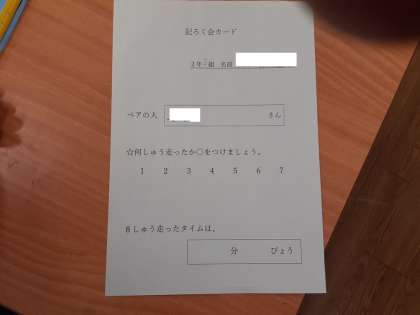 記ろく会カード
2年 組 名前
ペアの人 さん
☆何しゅう走ったか○をつけましょう。
1 2 3 4 5 6 7
8しゅう走ったタイムは、
分 びょう